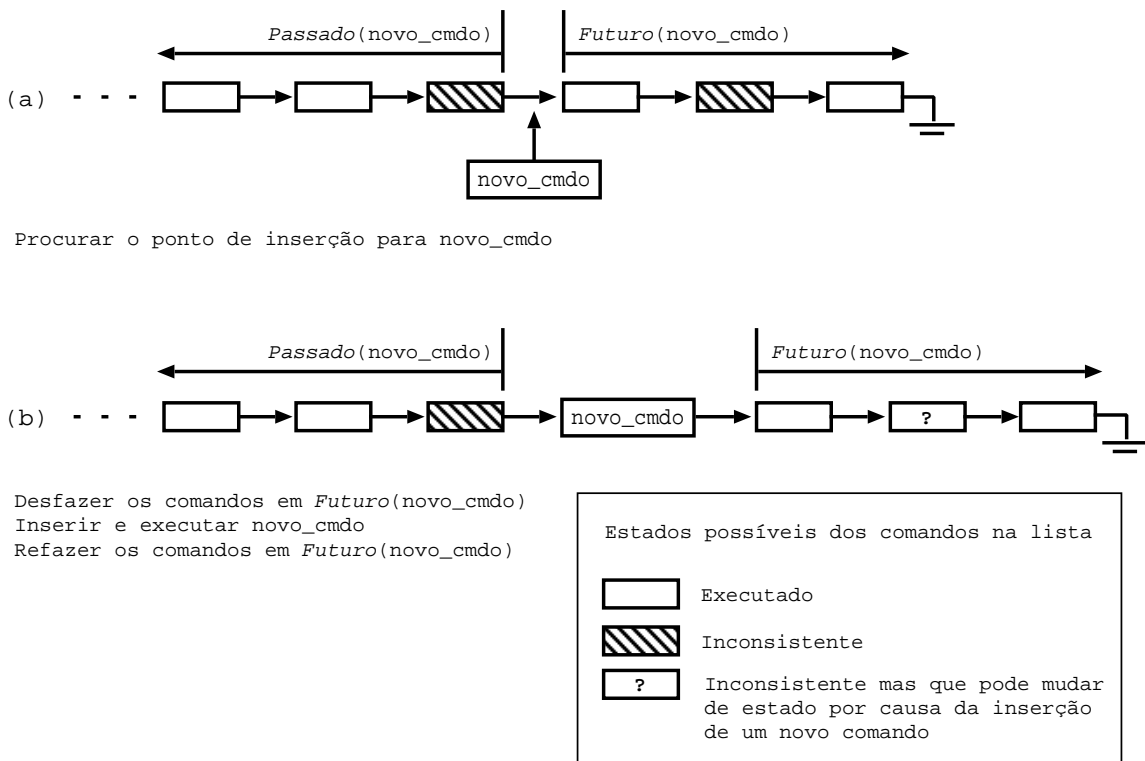 Passado(novo_cmdo)
Futuro(novo_cmdo)
(a) - - -
novo_cmdo
Procurar o ponto de inserção para novo_cmdo
Passado(novo_cmdo)
Futuro(novo_cmdo)
(b) - - -
novo_cmdo
?
Desfazer os comandos em Futuro(novo_cmdo)
Inserir e executar novo_cmdo
Refazer os comandos em Futuro(novo_cmdo)
Estados possíveis dos comandos na lista
Executado
Inconsistente
?
Inconsistente mas que pode mudar
de estado por causa da inserção
de um novo comando